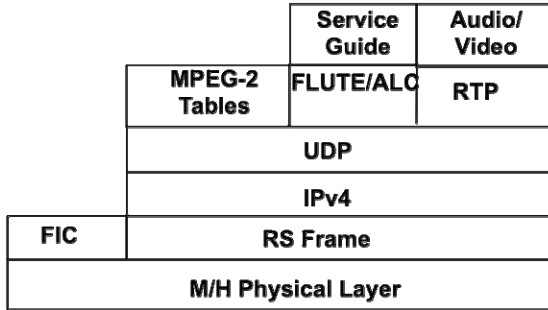 Service
Guide
Audio/
Video
MPEG-2
Tables
FLUTE/ALC
RTP
UDP
IPv4
FIC
RS Frame
M/H Physical Layer